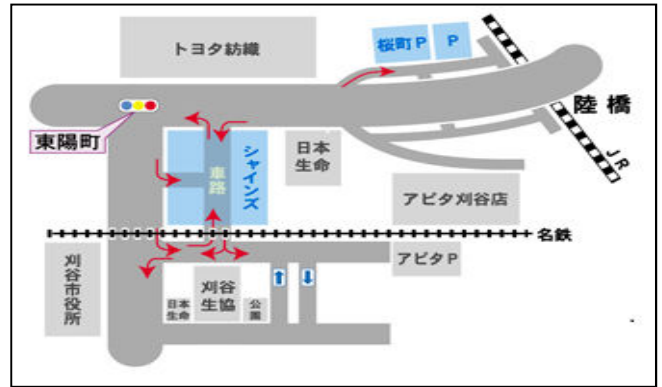 トヨタ紡織
桜町P
P
陸橋
東陽町
JR
車路
シャインズ
日本
生命
アピタ刈谷店
名鉄
刈谷市役所
アピタP
日本
生命
刈谷
生協
公園